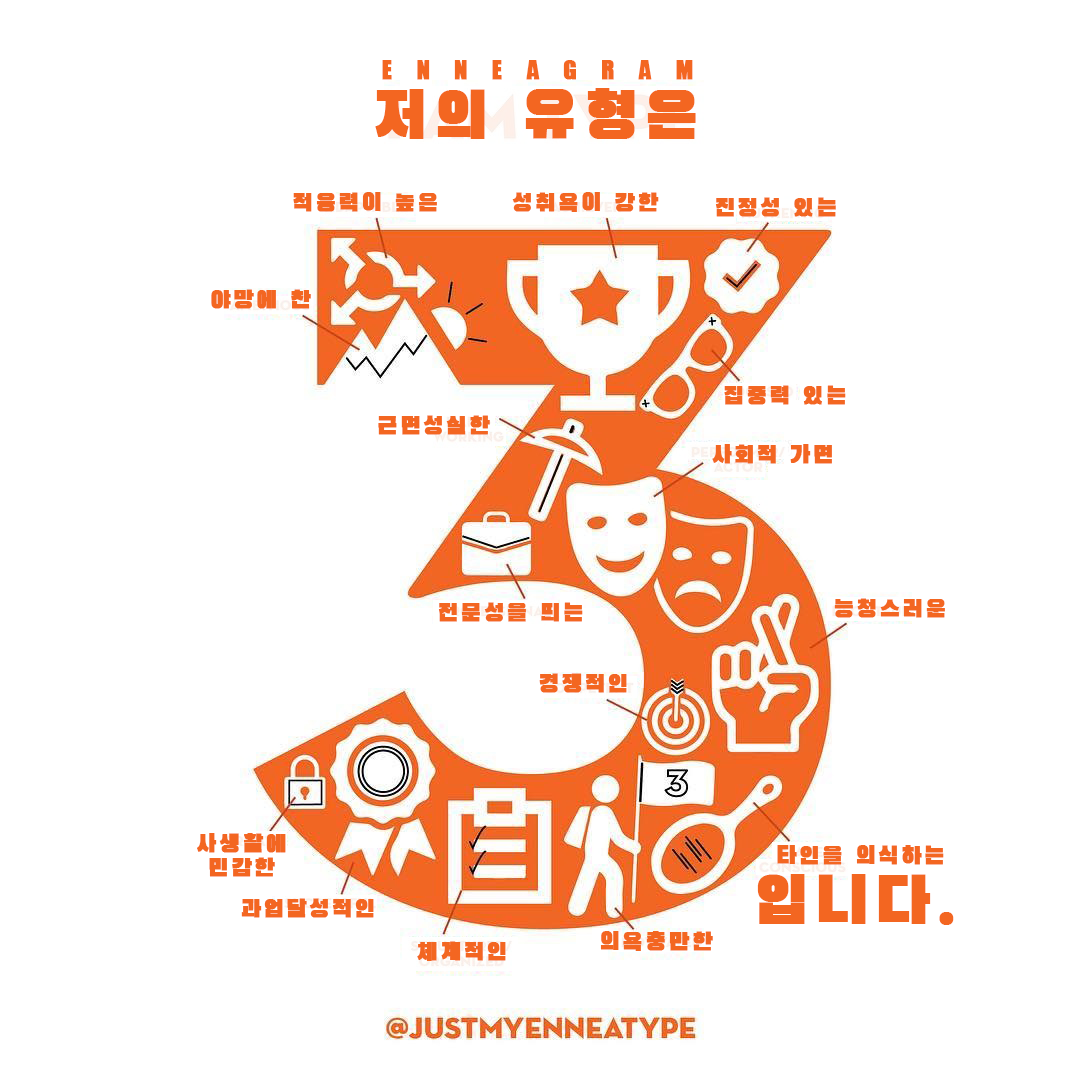 ENNEAGRAM
저의 유형은
적응력이 높은
성취욕이 강한
진정성 있는
야망에 찬
집중력 있는
근면성실한
사회적 가면
전문성을 띄는
능청스러운
경쟁적인
3
사생활에
민감한
타인을 의식하는
입니다.
과업달성적인
의욕충만한
체계적인
@JUSTMYENNEATYPE